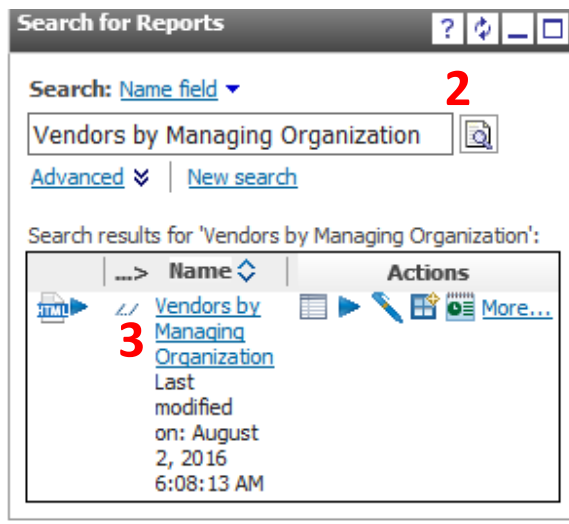 Search for Reports ?
2
Search: Name field
Vendors by Managing Organization
Advanced | New search
Search results for 'Vendors by Managing Organization':
...> Name Actions
HTML ../ Vendors by More...
3 Managing
Organization
Last
modified
on: August
2, 2016
6:08:13 AM